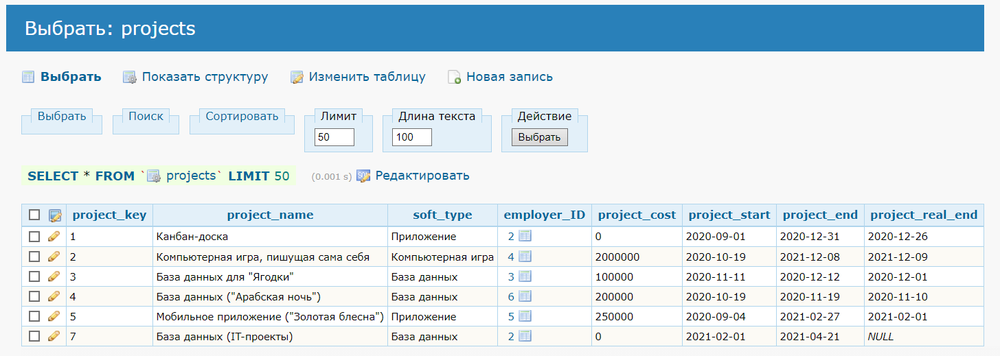 Выбрать: projects
Выбрать Показать структуру Изменить таблицу Новая запись
Выбрать Поиск Сортировать Лимит Длина текста Действие
50 100 Выбрать
SELECT * FROM `projects` LIMIT 50 (0.001 s) Редактировать
project_key project_name soft_type employer_ID project_cost project_start project_end project_real_end
1 Канбан-доска Приложение 2 0 2020-09-01 2020-12-31 2020-12-26
2 Компьютерная игра, пишущая сама себя Компьютерная игра 4 2000000 2020-10-19 2021-12-08 2021-12-09
3 База данных для "Ягодки" База данных 3 100000 2020-11-11 2020-12-12 2020-12-01
4 База данных ("Арабская ночь") База данных 6 200000 2020-10-19 2020-11-19 2020-11-10
5 Мобильное приложение ("Золотая блесна") Приложение 5 250000 2020-09-04 2021-02-27 2021-02-01
7 База данных (IT-проекты) База данных 2 0 2021-02-01 2021-04-21 NULL